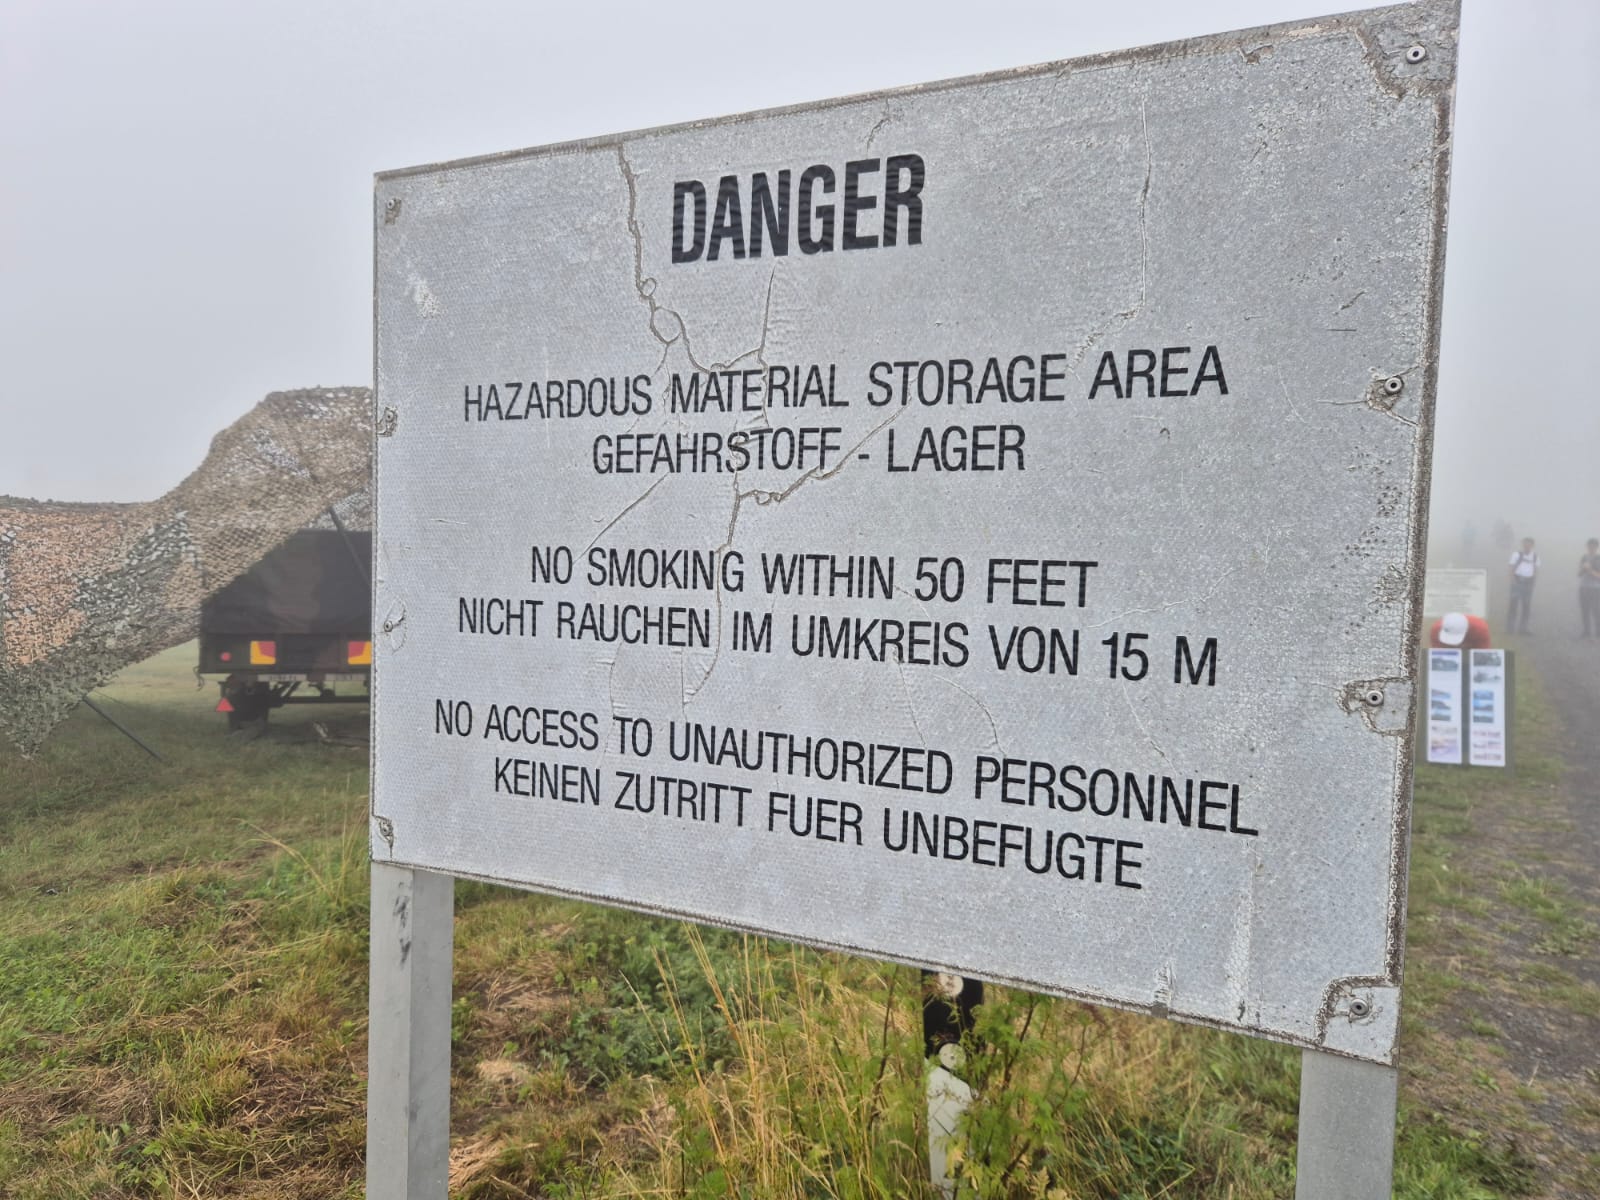 DANGER
HAZARDOUS MATERIAL STORAGE AREA
GEFAHRSTOFF - LAGER
NO SMOKING WITHIN 50 FEET
NICHT RAUCHEN IM UMKREIS VON 15 M
NO ACCESS TO UNAUTHORIZED PERSONNEL
KEINEN ZUTRITT FUER UNBEFUGTE